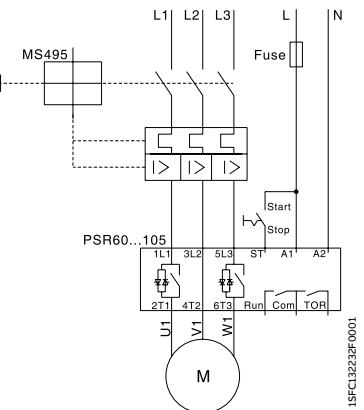 L1 L2 L3 L N
MS495
Fuse
Start
Stop
PSR60...105
1L1 3L2 5L3 ST A1 A2
2T1 4T2 6T3 Run Com TOR
U1 V1 W1
M
1SFC132232F0001